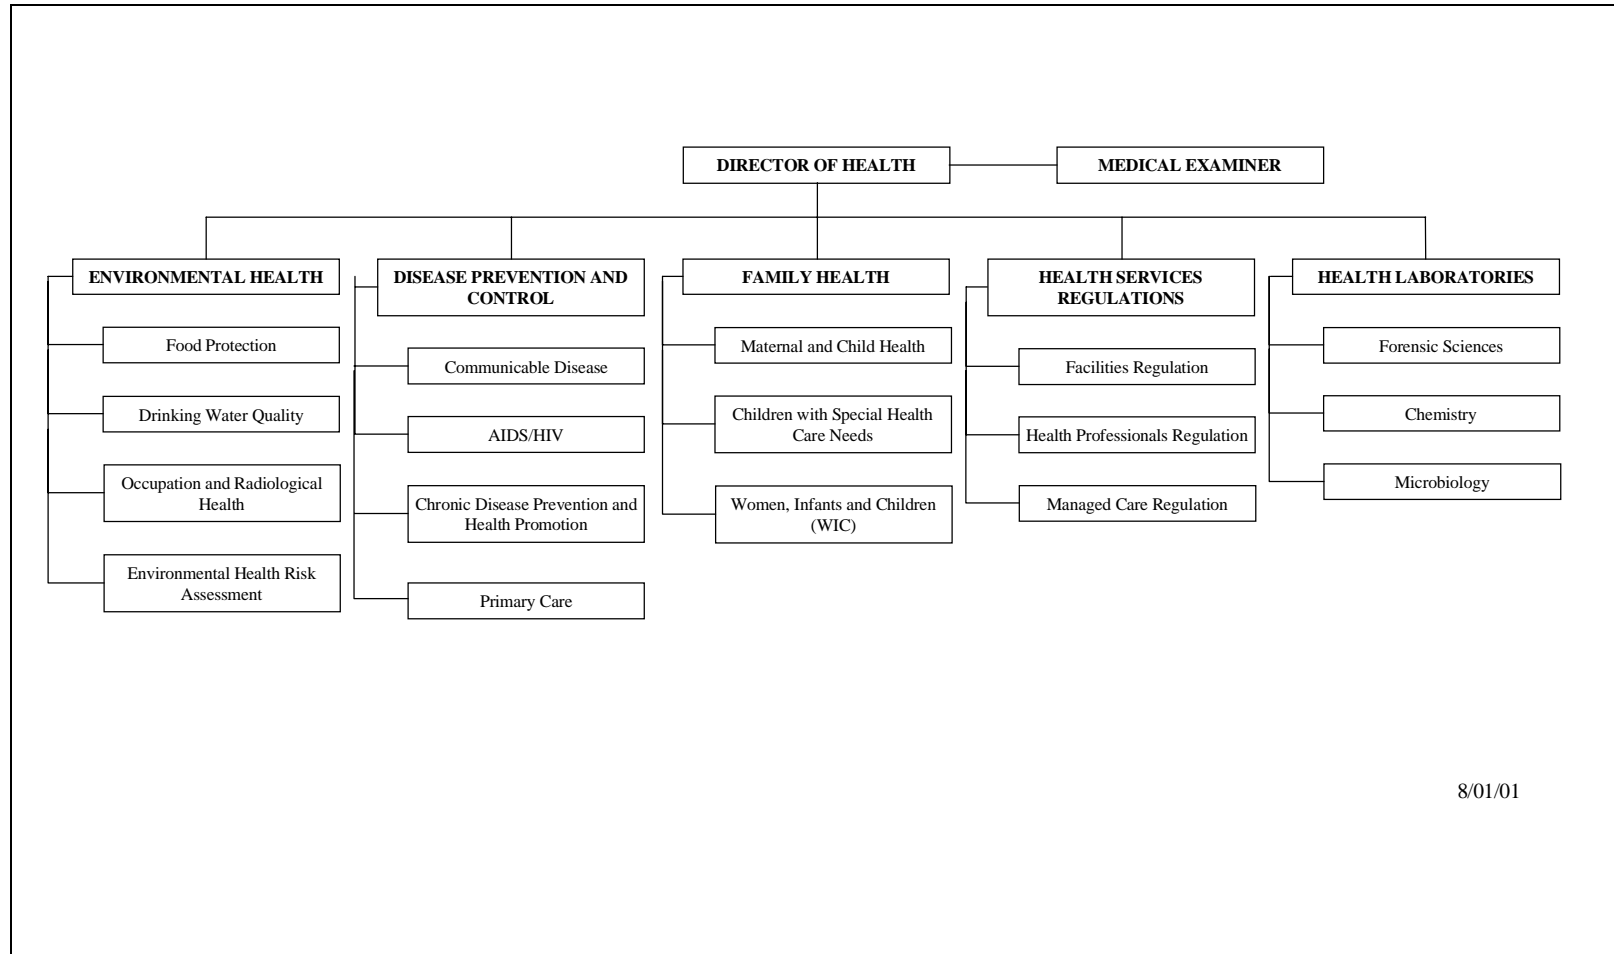 DIRECTOR OF HEALTH
MEDICAL EXAMINER
ENVIRONMENTAL HEALTH
Food Protection
Drinking Water Quality
Occupation and Radiological
Health
Environmental Health Risk
Assessment
DISEASE PREVENTION AND
CONTROL
Communicable Disease
AIDS/HIV
Chronic Disease Prevention and
Health Promotion
Primary Care
FAMILY HEALTH
Maternal and Child Health
Children with Special Health
Care Needs
Women, Infants and Children
(WIC)
HEALTH SERVICES
REGULATIONS
Facilities Regulation
Health Professionals Regulation
Managed Care Regulation
HEALTH LABORATORIES
Forensic Sciences
Chemistry
Microbiology
8/01/01